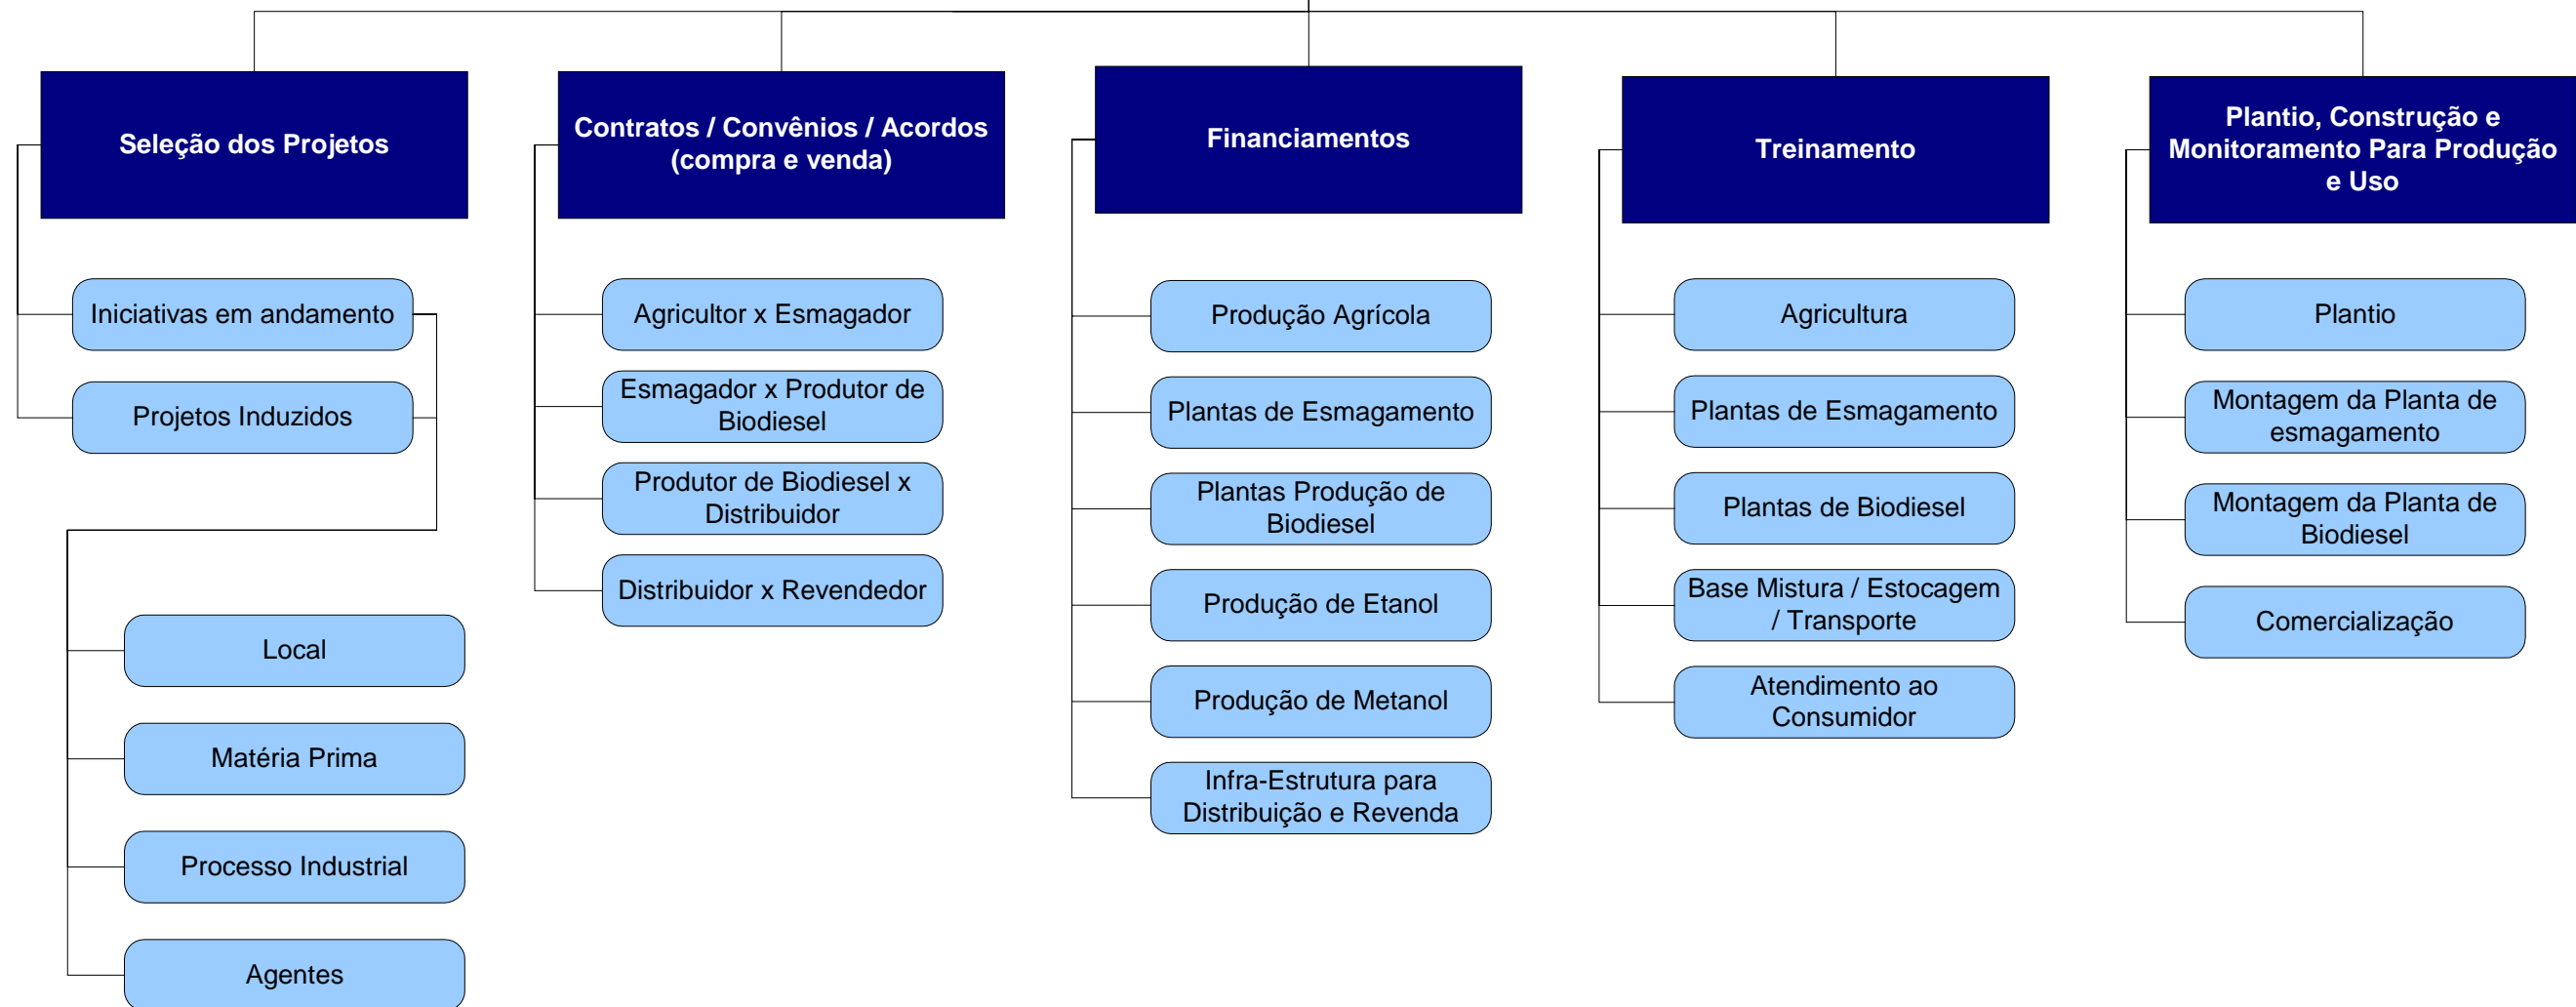 Seleção dos Projetos
Iniciativas em andamento
Projetos Induzidos
Local
Matéria Prima
Processo Industrial
Agentes
Contratos / Convênios / Acordos
(compra e venda)
Agricultor x Esmagador
Esmagador x Produtor de
Biodiesel
Produtor de Biodiesel x
Distribuidor
Distribuidor x Revendedor
Financiamentos
Produção Agrícola
Plantas de Esmagamento
Plantas Produção de
Biodiesel
Produção de Etanol
Produção de Metanol
Infra-Estrutura para
Distribuição e Revenda
Treinamento
Agricultura
Plantas de Esmagamento
Plantas de Biodiesel
Base Mistura / Estocagem
/ Transporte
Atendimento ao
Consumidor
Plantio, Construção e
Monitoramento Para Produção
e Uso
Plantio
Montagem da Planta de
esmagamento
Montagem da Planta de
Biodiesel
Comercialização